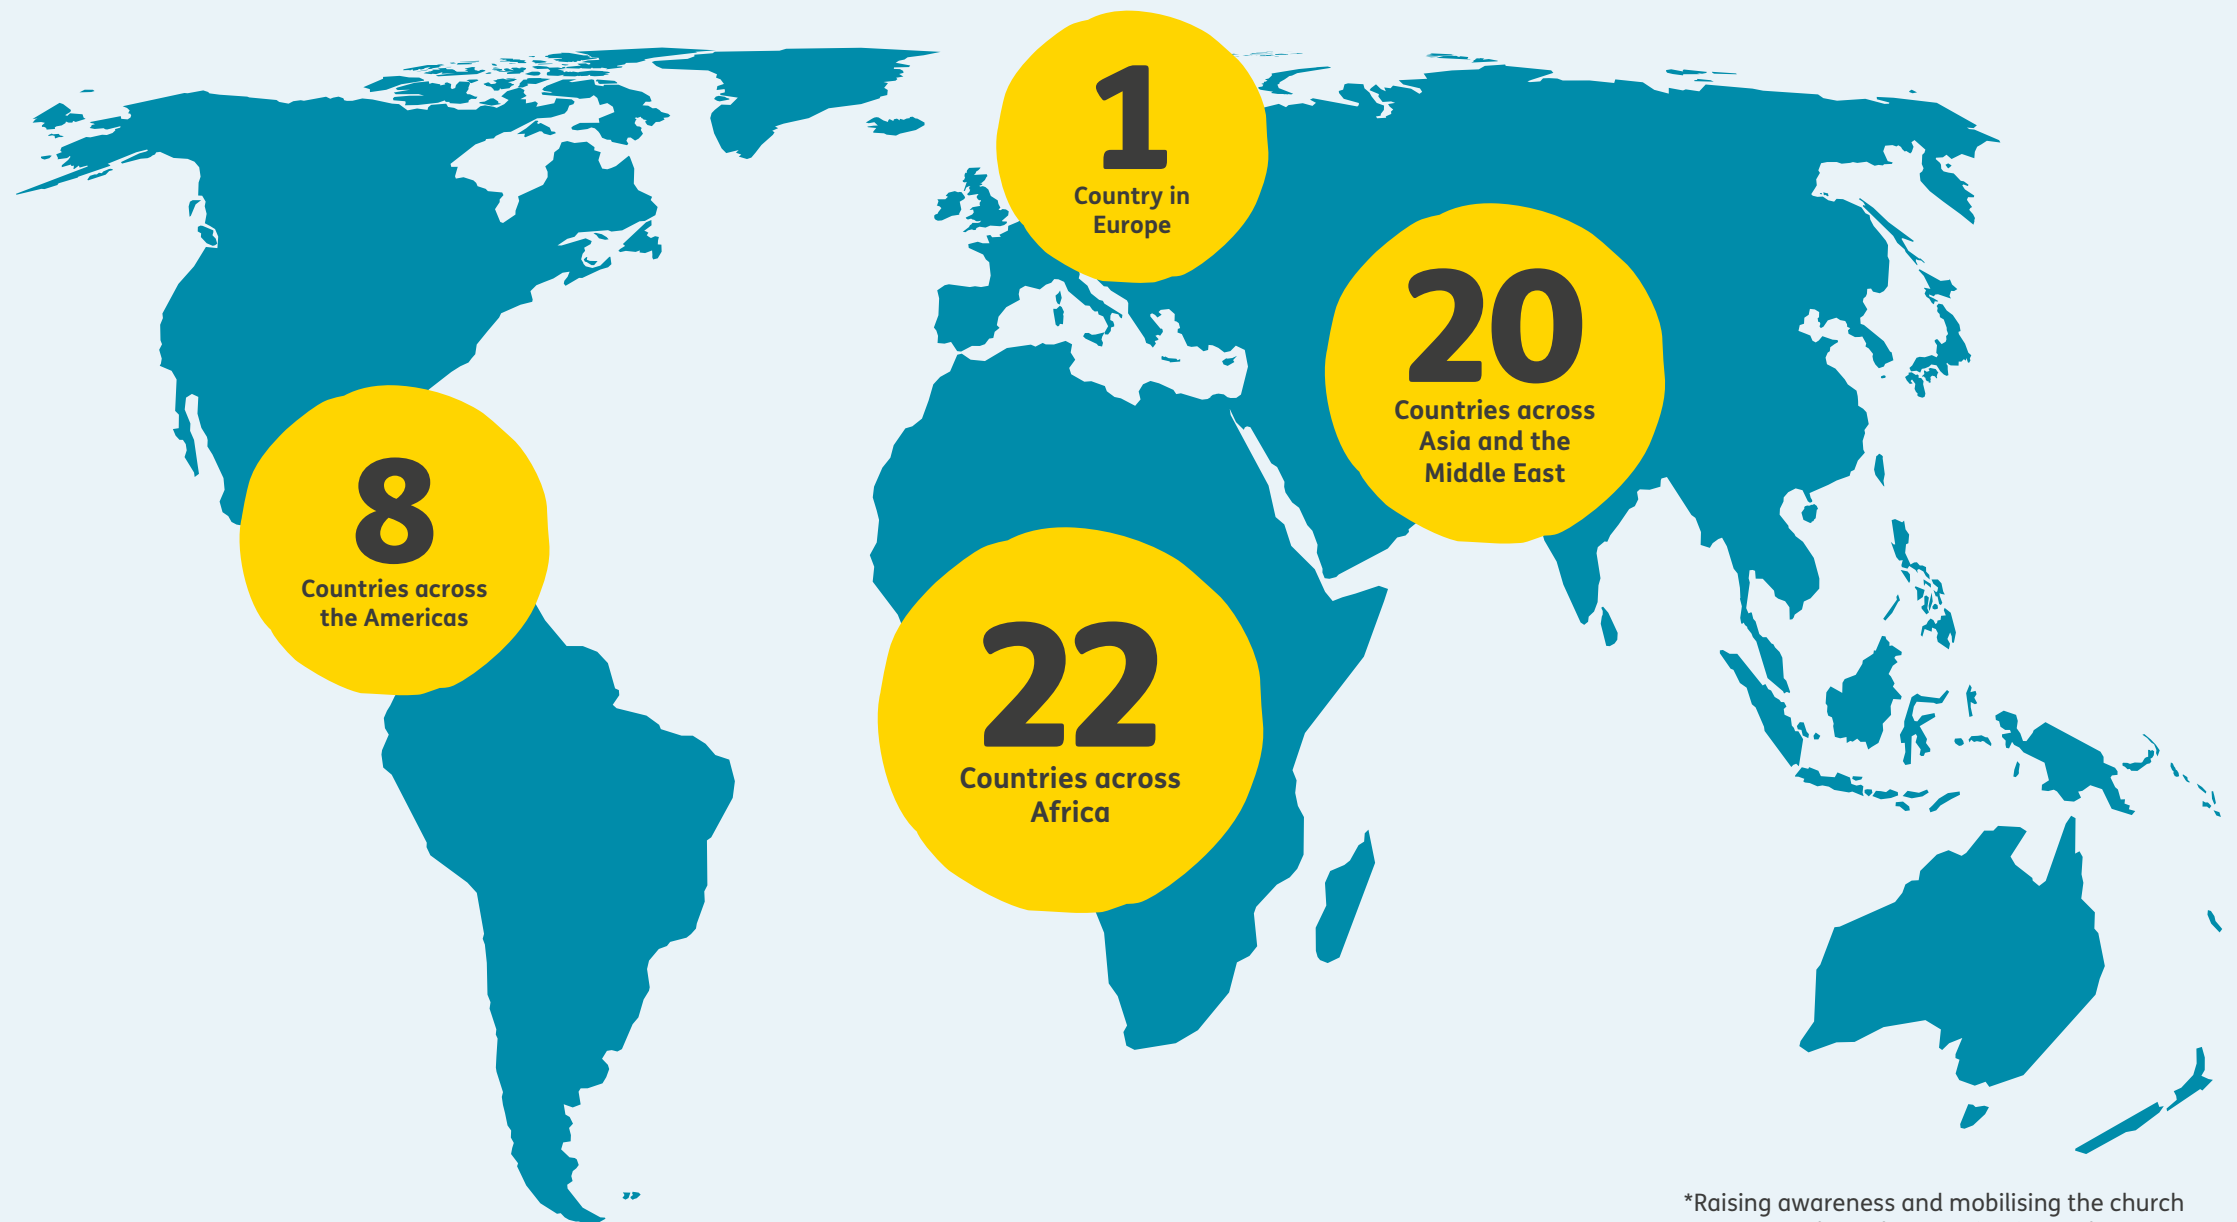 1
Country in
Europe
20
Countries across
Asia and the
Middle East
8
Countries across
the Americas
22
Countries across
Africa
*Raising awareness and mobilising the church